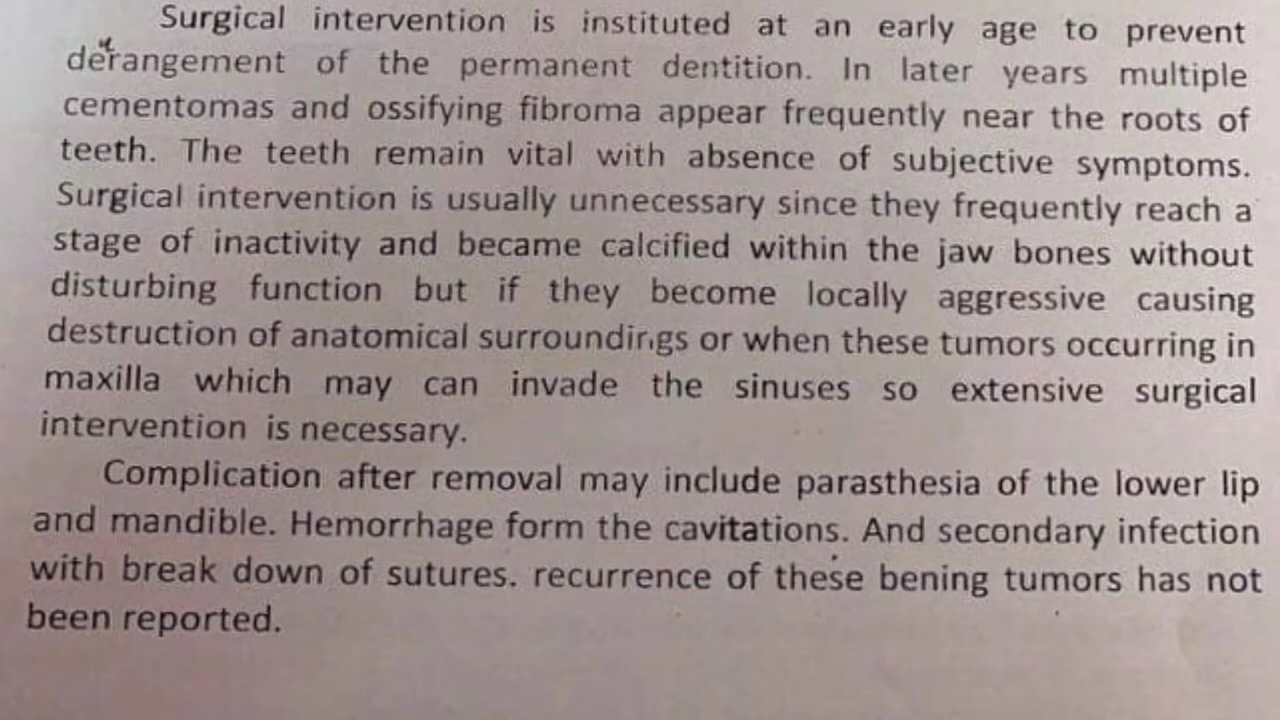 Surgical intervention is instituted at an early age to prevent
derangement of the permanent dentition. In later years multiple
cementomas and ossifying fibroma appear frequently near the roots of
teeth. The teeth remain vital with absence of subjective symptoms.
Surgical intervention is usually unnecessary since they frequently reach a
stage of inactivity and became calcified within the jaw bones without
disturbing function but if they become locally aggressive causing
destruction of anatomical surroundings or when these tumors occurring in
maxilla which may can invade the sinuses so extensive surgical
intervention is necessary.
Complication after removal may include parasthesia of the lower lip
and mandible. Hemorrhage form the cavitations. And secondary infection
with break down of sutures. recurrence of these bening tumors has not
been reported.